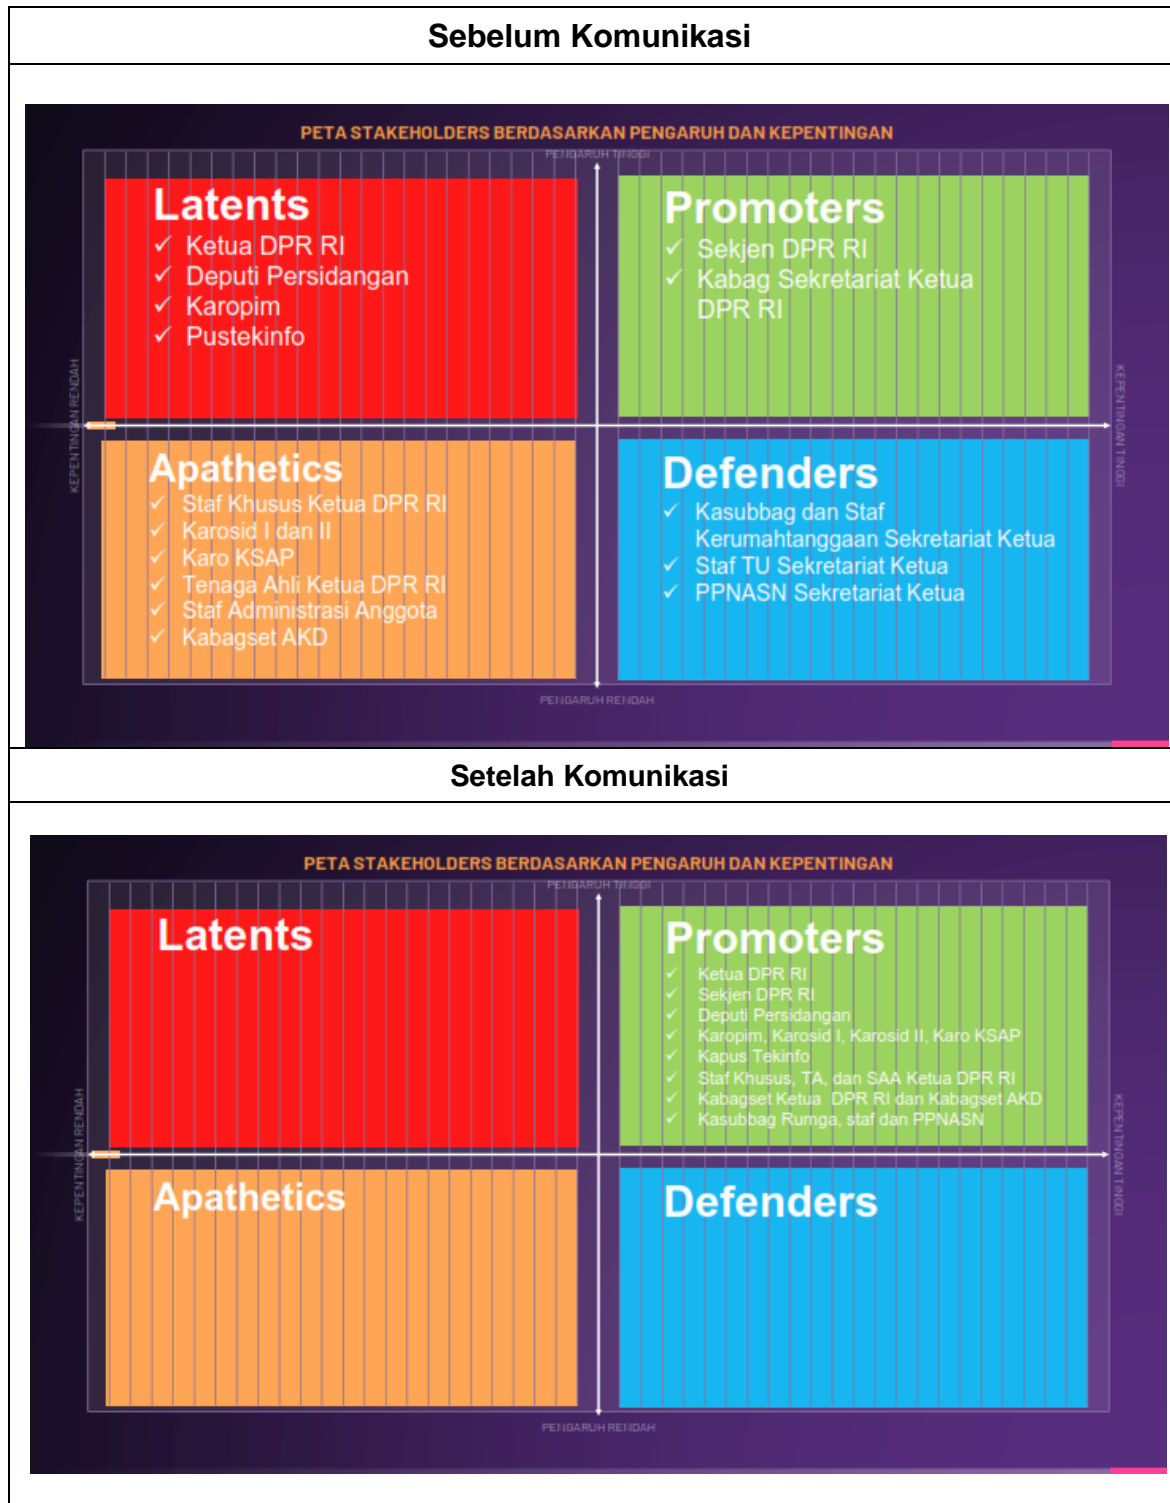 Sebelum Komunikasi
PETA STAKEHOLDERS BERDASARKAN PENGARUH DAN KEPENTINGAN
PENGARUH TINGGI
Latents
✓ Ketua DPR RI
✓ Deputi Persidangan
✓ Karopim
✓ Pustekinfo
Promoters
✓ Sekjen DPR RI
✓ Kabag Sekretariat Ketua
DPR RI
KEPENTINGAN RENDAH
KEPENTINGAN TINGGI
Apathetics
✓ Staf Khusus Ketua DPR RI
✓ Karosid I dan II
✓ Karo KSAP
✓ Tenaga Ahli Ketua DPR RI
✓ Staf Administrasi Anggota
✓ Kabagset AKD
Defenders
✓ Kasubbag dan Staf
Kerumahtanggaan Sekretariat Ketua
✓ Staf TU Sekretariat Ketua
✓ PPNASN Sekretariat Ketua
PENGARUH RENDAH
Setelah Komunikasi
PETA STAKEHOLDERS BERDASARKAN PENGARUH DAN KEPENTINGAN
PENGARUH TINGGI
Latents
Promoters
✓ Ketua DPR RI
✓ Sekjen DPR RI
✓ Deputi Persidangan
✓ Karopim, Karosid I, Karosid II, Karo KSAP
✓ Kapus Tekinfo
✓ Staf Khusus, TA, dan SAA Ketua DPR RI
✓ Kabagset Ketua DPR RI dan Kabagset AKD
✓ Kasubbag Rumga, staf dan PPNASN
KEPENTINGAN RENDAH
KEPENTINGAN TINGGI
Apathetics
Defenders
PENGARUH RENDAH